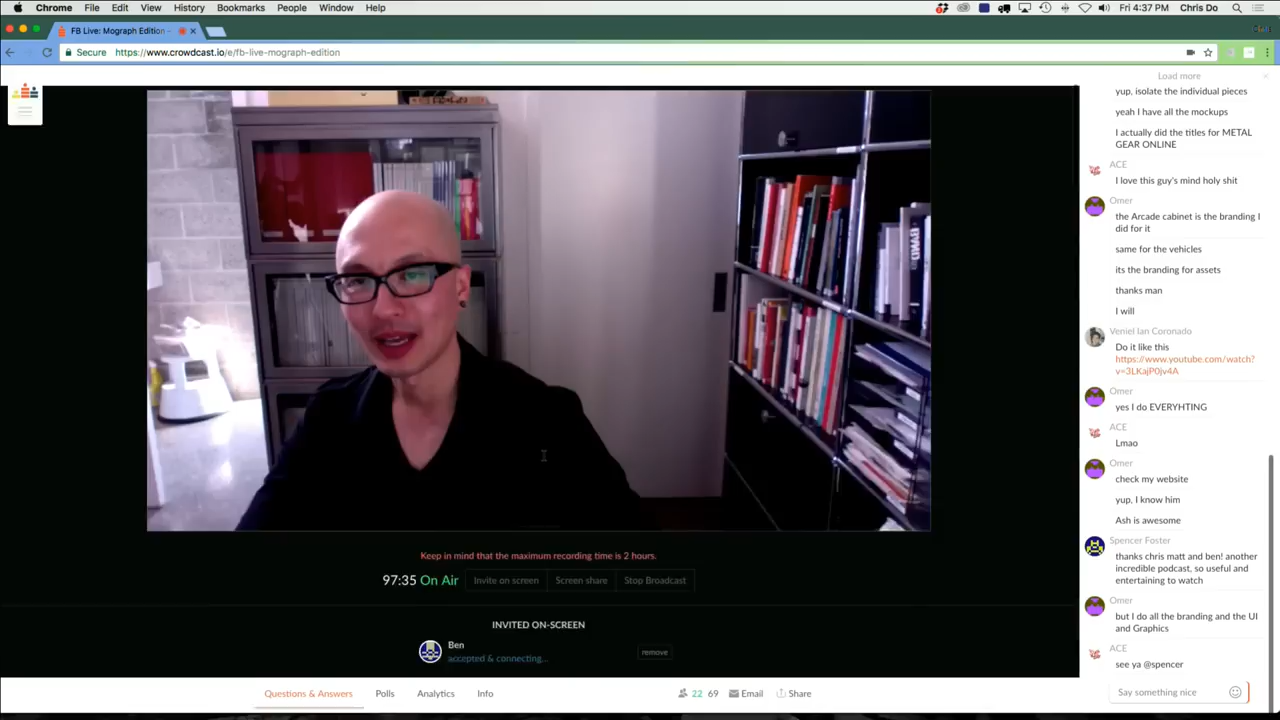 Chrome File Edit View History Bookmarks People Window Help Fri 4:37 PM Chris Do
FB Live: Mograph Edition -
Secure https://www.crowdcast.io/e/fb-live-mograph-edition
Load more
yup, isolate the individual pieces
yeah I have all the mockups
I actually did the titles for METAL
GEAR ONLINE
ACE
I love this guy's mind holy shit
Omer
the Arcade cabinet is the branding I
did for it
same for the vehicles
its the branding for assets
thanks man
I will
Veniel Ian Coronado
Do it like this
https://www.youtube.com/watch?
v=3LKajP0jv4A
Omer
yes I do EVERYHTING
ACE
Lmao
Omer
check my website
yup, I know him
Ash is awesome
Spencer Foster
thanks chris matt and ben! another
incredible podcast, so useful and
entertaining to watch
Omer
but I do all the branding and the UI
and Graphics
ACE
see ya @spencer
Say something nice
Keep in mind that the maximum recording time is 2 hours.
97:35 On Air Invite on screen Screen share Stop Broadcast
INVITED ON-SCREEN
Ben
accepted & connecting...
remove
Questions & Answers Polls Analytics Info 22 69 Email Share